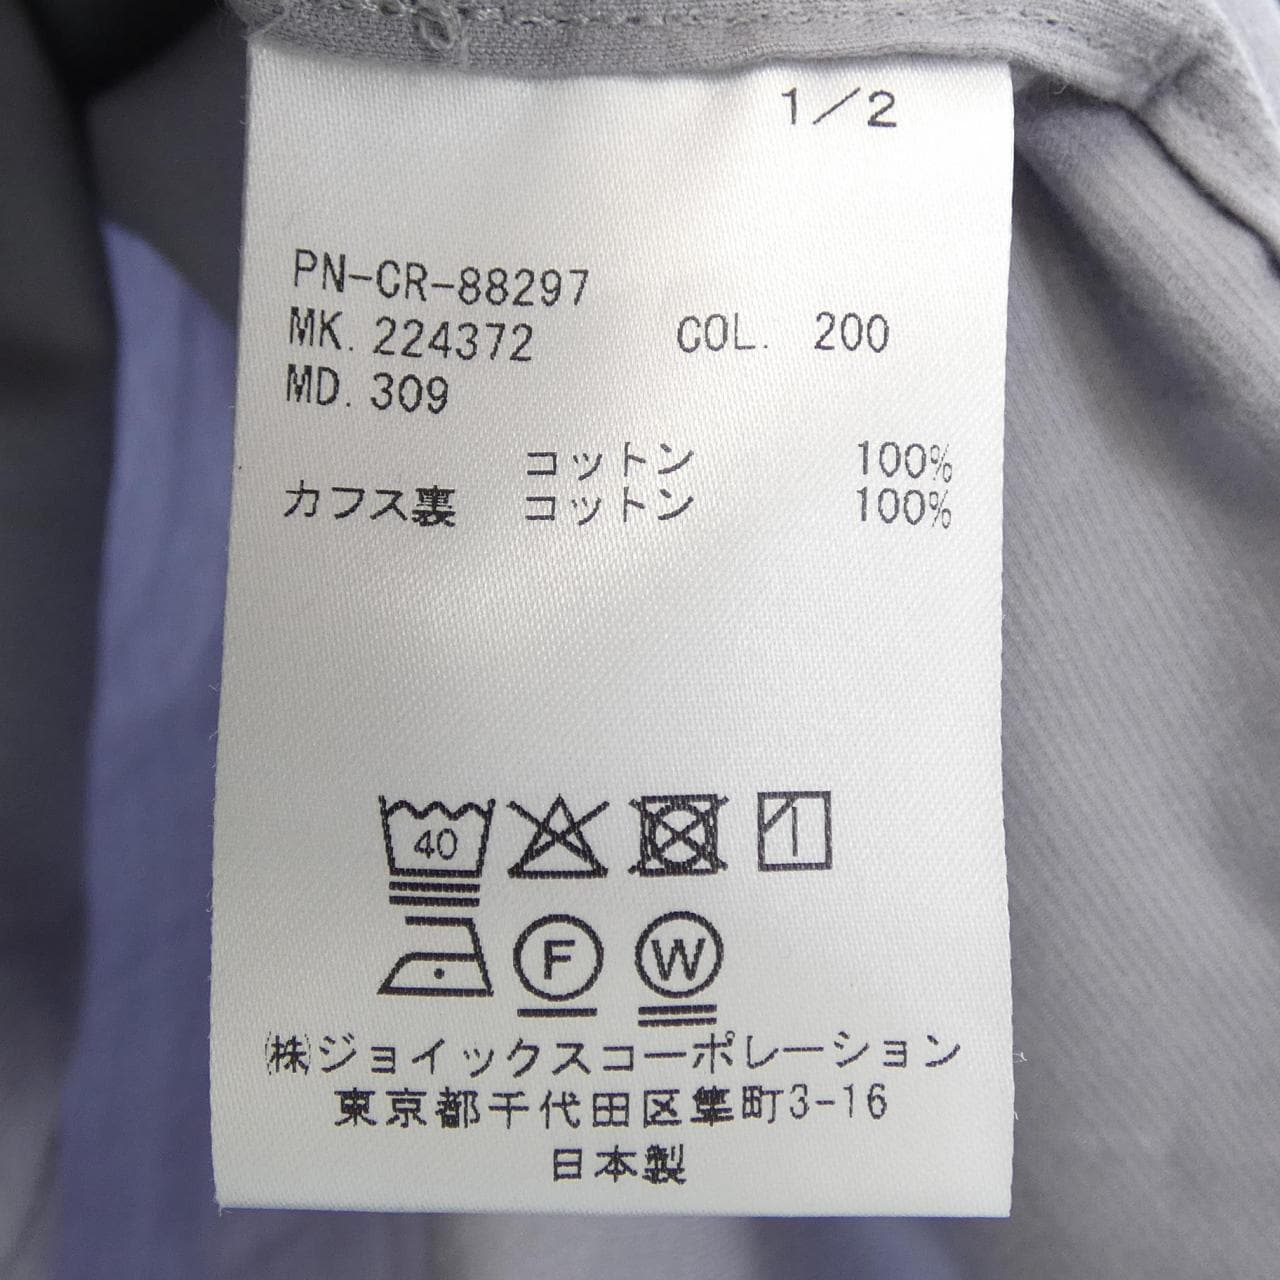 1/2
PN-CR-88297
MK. 224372 COL. 200
MD. 309
コットン 100%
カフス裏 コットン 100%
40
F W
(株)ジョイックスコーポレーション
東京都千代田区隼町3-16
日本製